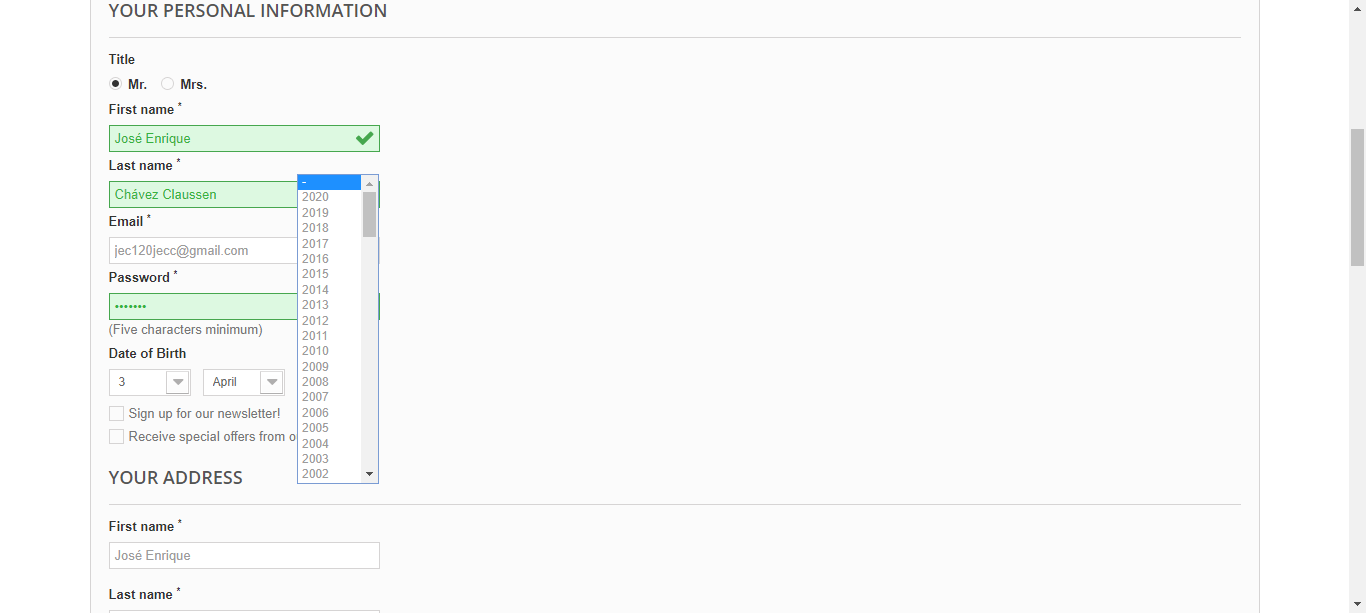 YOUR PERSONAL INFORMATION
Title
Mr. Mrs.
First name *
José Enrique
Last name *
Chávez Claussen
Email *
jec120jecc@gmail.com
Password *
•••••••
(Five characters minimum)
Date of Birth
3 April
-
2020
2019
2018
2017
2016
2015
2014
2013
2012
2011
2010
2009
2008
2007
2006
2005
2004
2003
2002
Sign up for our newsletter!
Receive special offers from
YOUR ADDRESS
First name *
José Enrique
Last name *